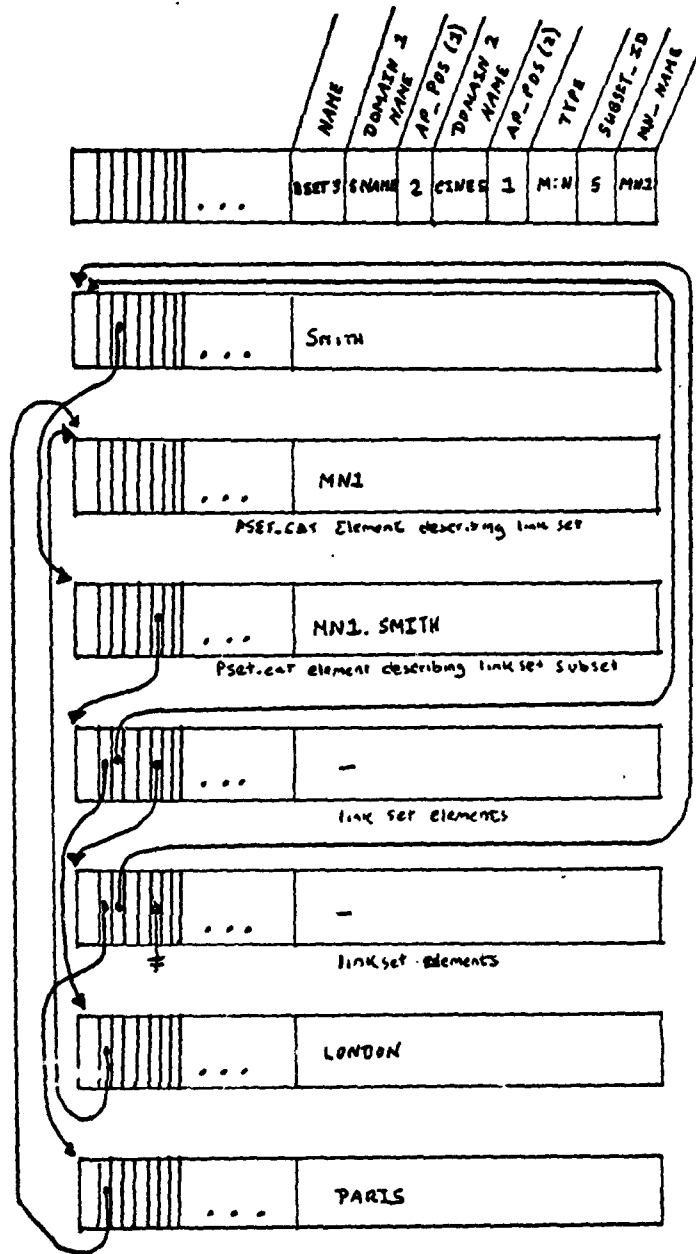 NAME
DOMAIN 1 NAME
AP_POS (1)
DOMAIN 2 NAME
AP_POS (2)
TYPE
SUBSET_ID
MN_NAME
. . . BSET3 SNAME 2 CINES 1 M:N 5 MN1
. . . SMITH
. . . MN1
PSET.CAT Element describing link set
. . . MN1. SMITH
Pset.cat element describing linkset subset
. . . –
link set elements
. . . –
linkset elements
. . . LONDON
. . . PARIS